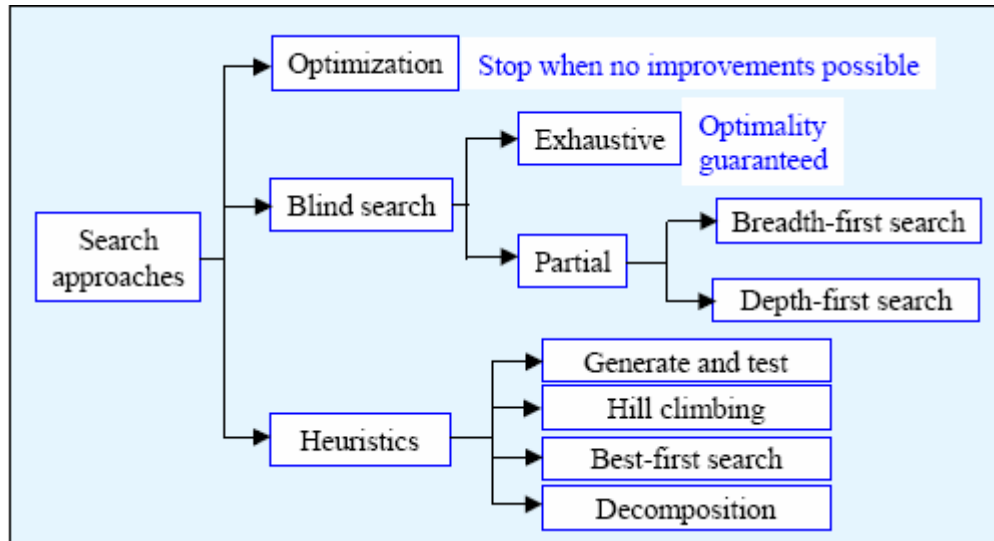 Optimization
Stop when no improvements possible
Exhaustive
Optimality
guaranteed
Blind search
Breadth-first search
Search
approaches
Partial
Depth-first search
Generate and test
Hill climbing
Heuristics
Best-first search
Decomposition